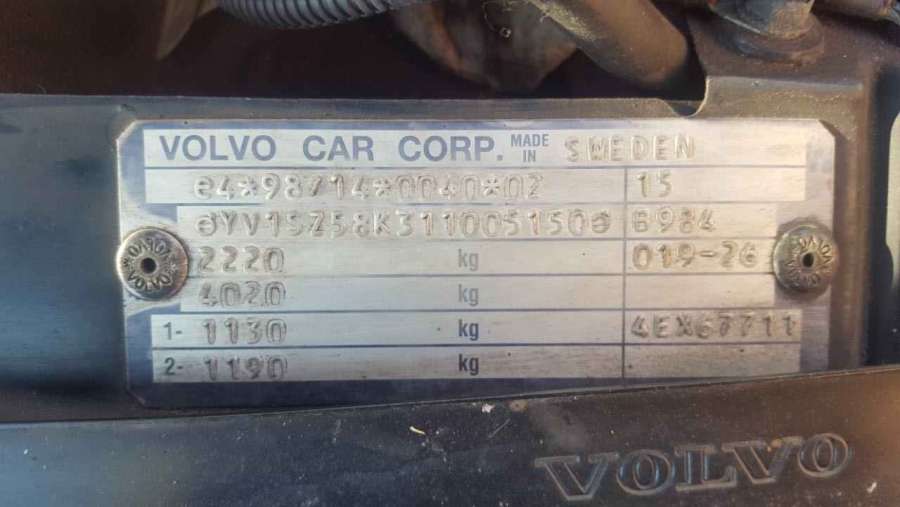 VOLVO CAR CORP. MADE IN SWEDEN
e4*98/14*0040*02 15
YV1SZ58K311005150 B984
2220 kg 019-26
4020 kg
1- 1130 kg 4EX67711
2- 1190 kg
VOLVO